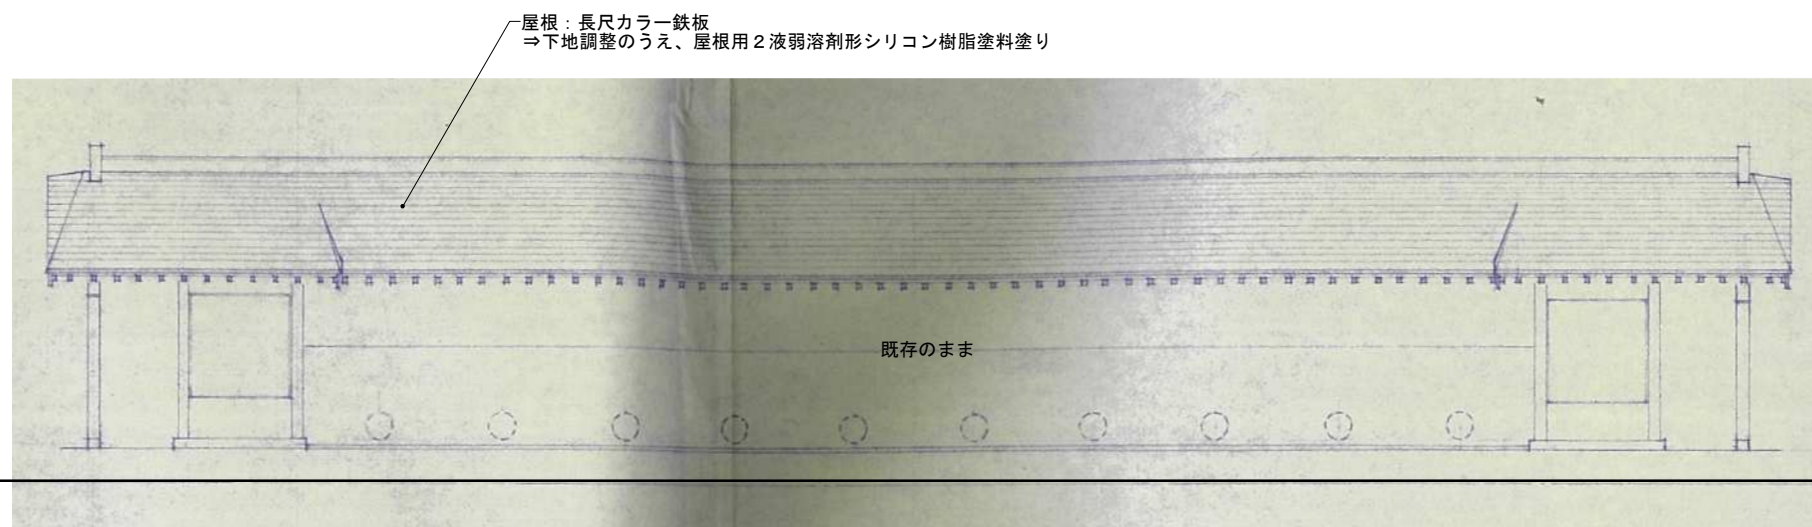 屋根：長尺カラー鉄板
⇒下地調整のうえ、屋根用２液弱溶剤形シリコン樹脂塗料塗り
既存のまま